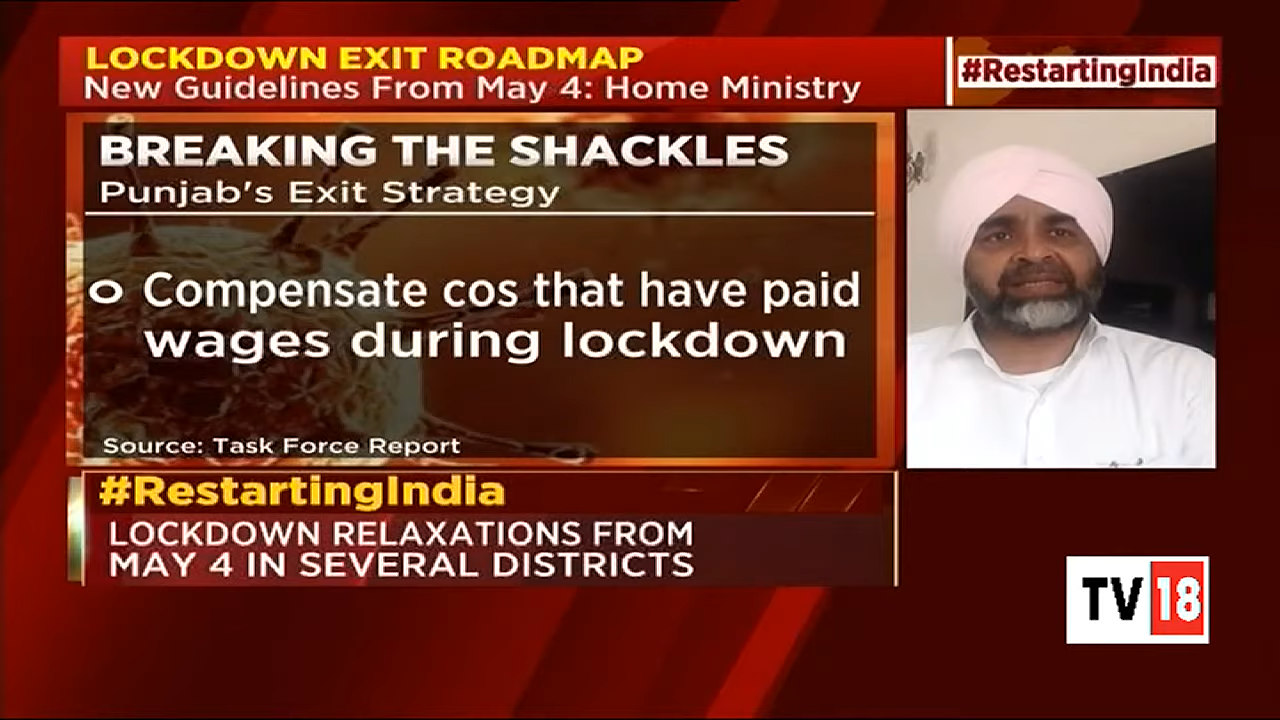 LOCKDOWN EXIT ROADMAP
New Guidelines From May 4: Home Ministry
#RestartingIndia
BREAKING THE SHACKLES
Punjab's Exit Strategy
o Compensate cos that have paid
wages during lockdown
Source: Task Force Report
#RestartingIndia
LOCKDOWN RELAXATIONS FROM
MAY 4 IN SEVERAL DISTRICTS
TV18